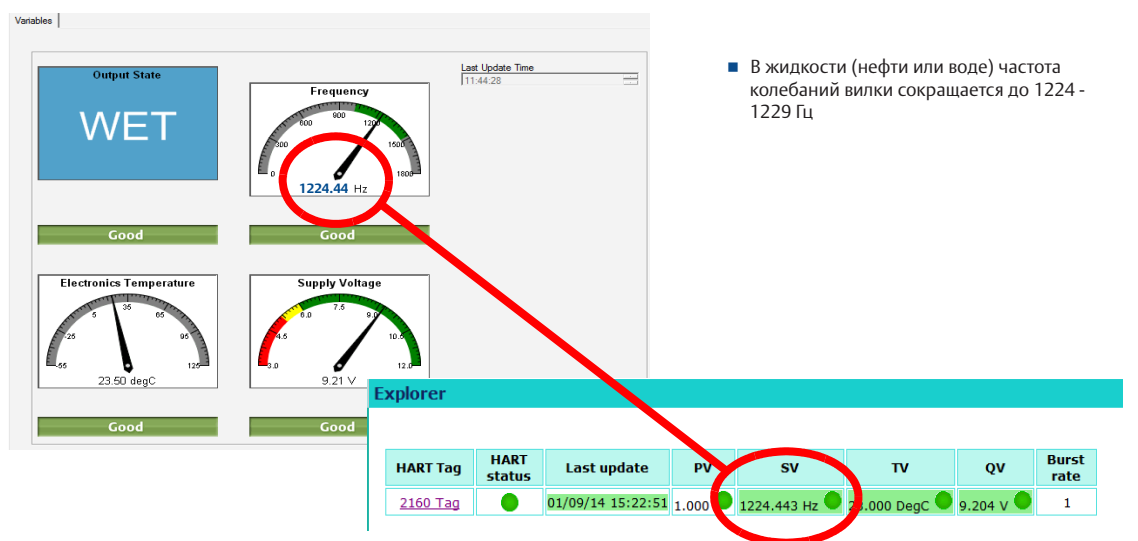 Variables
Output State
WET
Frequency
0
300
600
900
1200
1500
1800
1224.44 Hz
Last Update Time
11:44:28
Good
Good
Electronics Temperature
-55
-25
5
35
65
95
125
23.50 degC
Supply Voltage
3.0
4.5
6.0
7.5
9.0
10.5
12.0
9.21 V
Good
Good
■ В жидкости (нефти или воде) частота
колебаний вилки сокращается до 1224 -
1229 Гц
Explorer
HART Tag HART status Last update PV SV TV QV Burst rate
2160 Tag 01/09/14 15:22:51 1.000 1224.443 Hz DegC 9.204 V 1